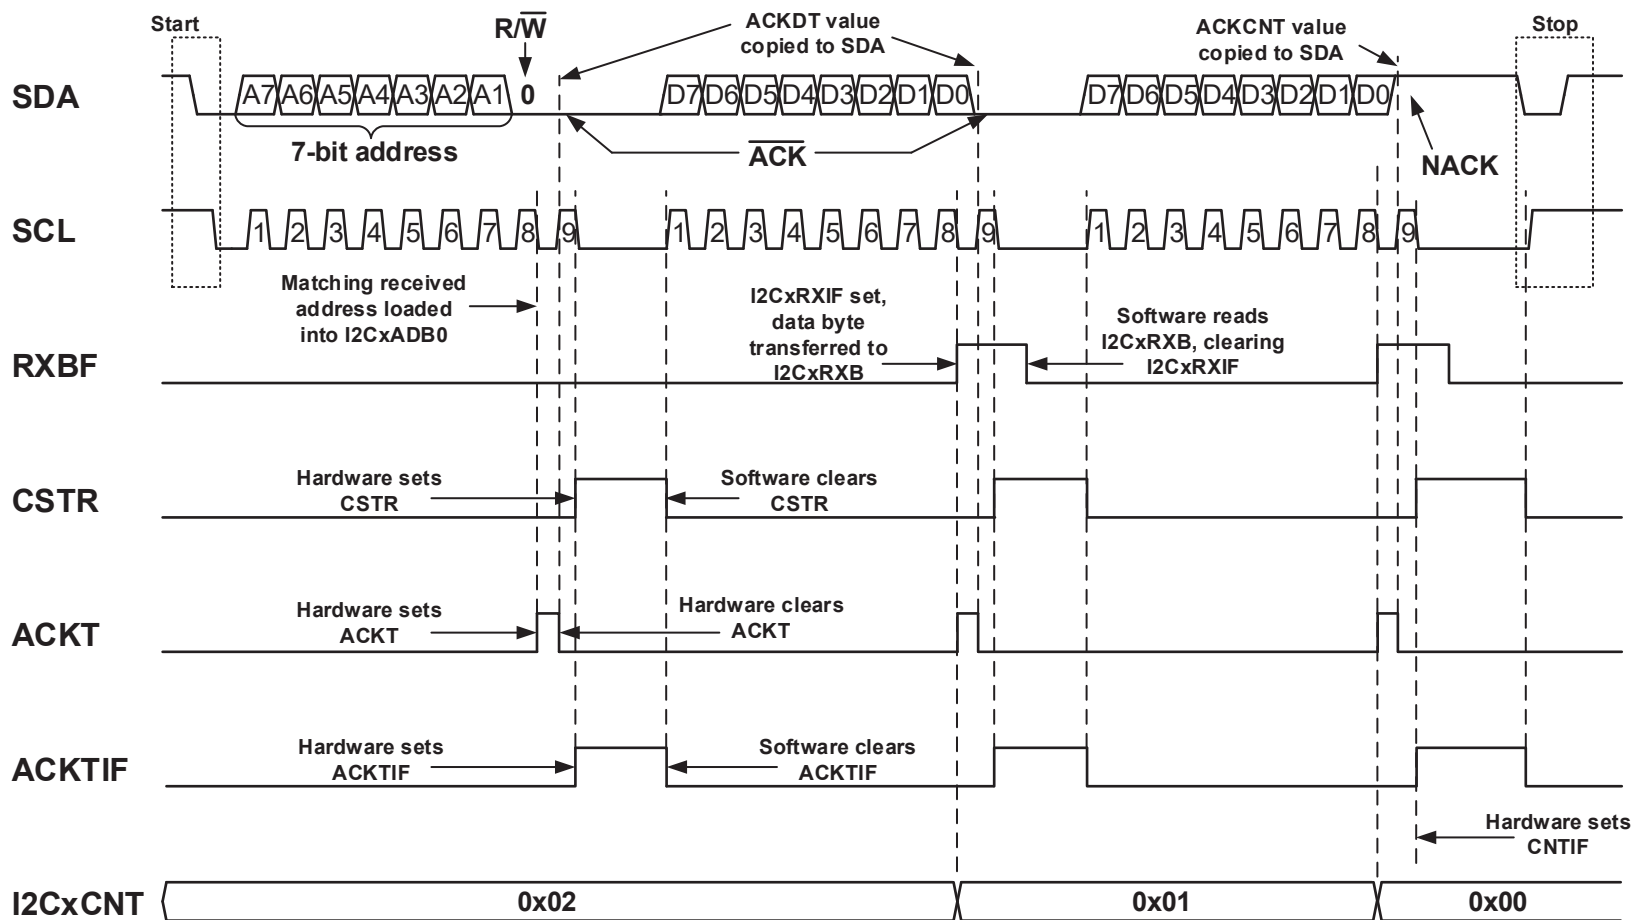 Start
R/W
ACKDT value
copied to SDA
ACKCNT value
copied to SDA
Stop
SDA
A7 A6 A5 A4 A3 A2 A1 0
D7 D6 D5 D4 D3 D2 D1 D0
D7 D6 D5 D4 D3 D2 D1 D0
7-bit address
ACK
NACK
SCL
1 2 3 4 5 6 7 8 9
1 2 3 4 5 6 7 8 9
1 2 3 4 5 6 7 8 9
Matching received
address loaded
into I2CxADB0
I2CxRXIF set,
data byte
transferred to
I2CxRXB
Software reads
I2CxRXB, clearing
I2CxRXIF
RXBF
Hardware sets
CSTR
Software clears
CSTR
CSTR
Hardware sets
ACKT
Hardware clears
ACKT
ACKT
Hardware sets
ACKTIF
Software clears
ACKTIF
ACKTIF
Hardware sets
CNTIF
I2CxCNT
0x02
0x01
0x00